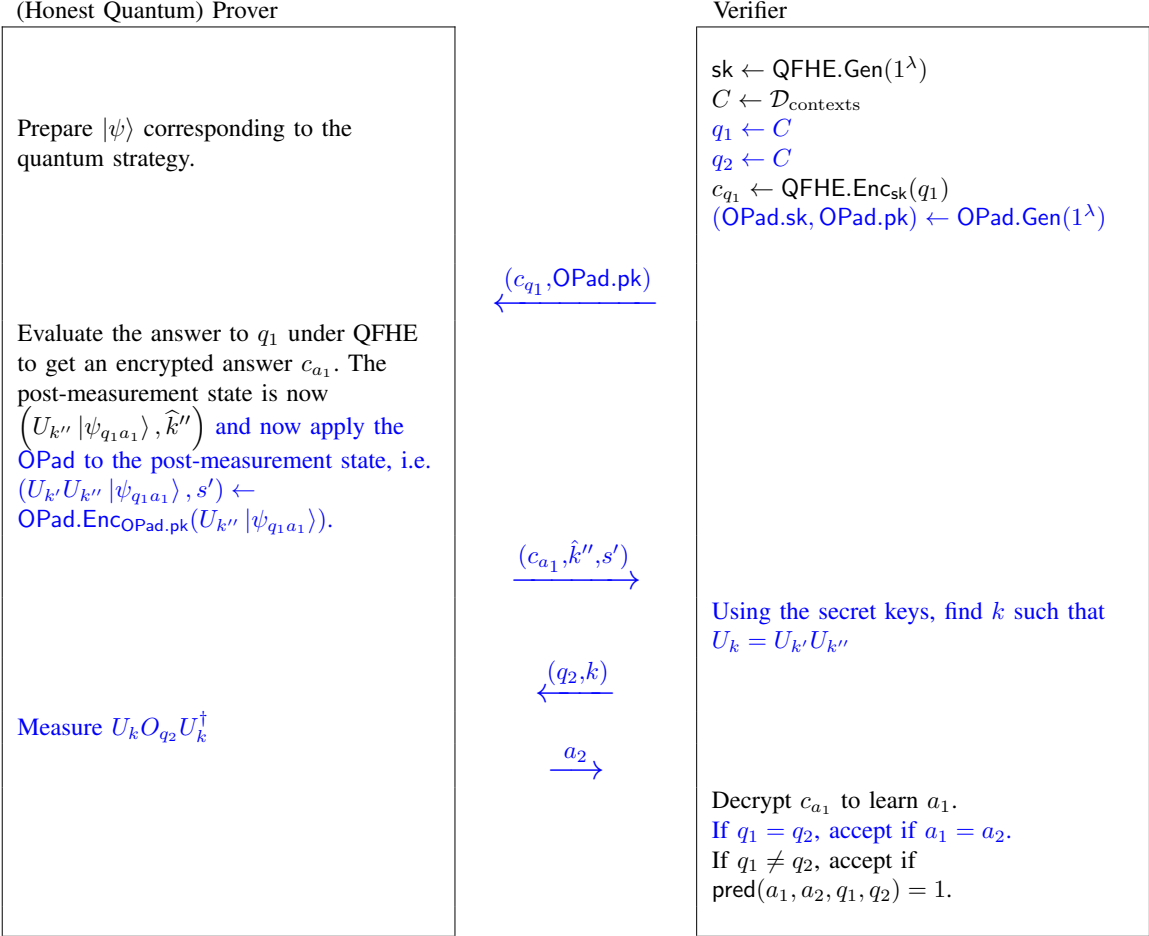 (Honest Quantum) Prover
Verifier
sk ← QFHE.Gen(1^λ)
C ← 𝒟_contexts
Prepare |ψ⟩ corresponding to the
quantum strategy.
q_1 ← C
q_2 ← C
c_{q_1} ← QFHE.Enc_sk(q_1)
(OPad.sk, OPad.pk) ← OPad.Gen(1^λ)
(c_{q_1},OPad.pk)
Evaluate the answer to q_1 under QFHE
to get an encrypted answer c_{a_1}. The
post-measurement state is now
(U_{k''} |ψ_{q_1a_1}⟩ , \widehat{k}'') and now apply the
OPad to the post-measurement state, i.e.
(U_{k'}U_{k''} |ψ_{q_1a_1}⟩ , s') ←
OPad.Enc_{OPad.pk}(U_{k''} |ψ_{q_1a_1}⟩).
(c_{a_1},\hat{k}'',s')
Using the secret keys, find k such that
U_k = U_{k'}U_{k''}
(q_2,k)
Measure U_k O_{q_2} U_k^†
a_2
Decrypt c_{a_1} to learn a_1.
If q_1 = q_2, accept if a_1 = a_2.
If q_1 ≠ q_2, accept if
pred(a_1, a_2, q_1, q_2) = 1.